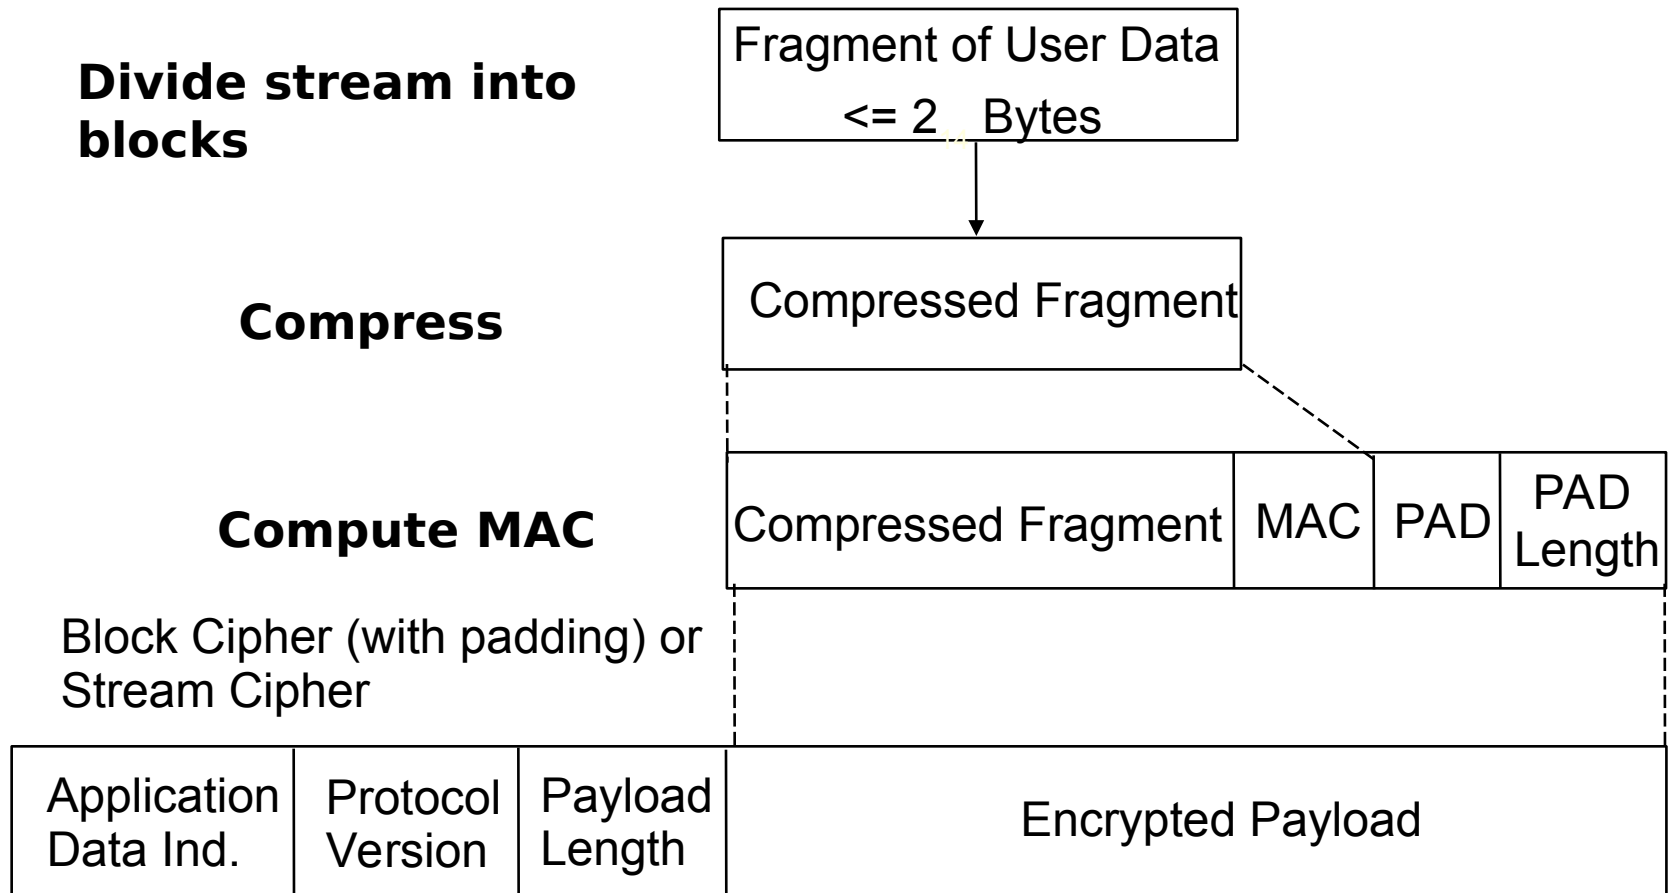 Fragment of User Data
<= 2 14 Bytes
Divide stream into
blocks
Compressed Fragment
Compress
Compressed Fragment
MAC
PAD
PAD
Length
Compute MAC
Block Cipher (with padding) or
Stream Cipher
Application
Data Ind.
Protocol
Version
Payload
Length
Encrypted Payload